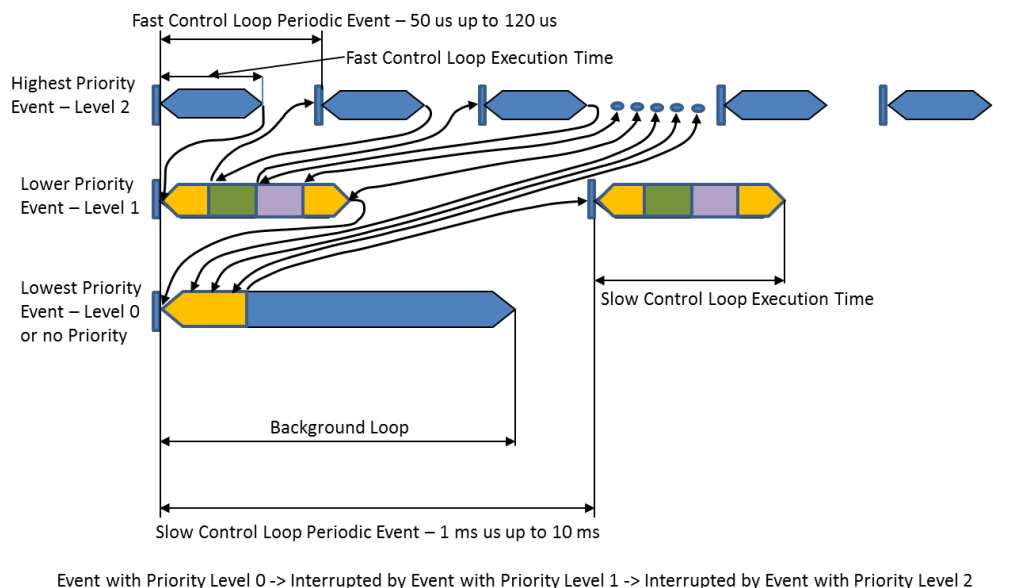 Fast Control Loop Periodic Event – 50 us up to 120 us
Fast Control Loop Execution Time
Highest Priority
Event – Level 2
Lower Priority
Event – Level 1
Lowest Priority
Event – Level 0
or no Priority
Slow Control Loop Execution Time
Background Loop
Slow Control Loop Periodic Event – 1 ms us up to 10 ms
Event with Priority Level 0 -> Interrupted by Event with Priority Level 1 -> Interrupted by Event with Priority Level 2